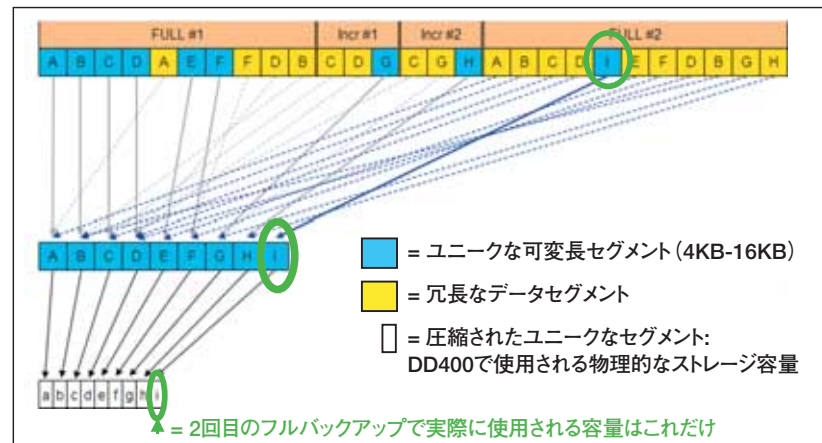 FULL #1 Incr #1 Incr #2 FULL #2
A B C D A E F F D B C D G C G H A B C D I E F D B G H
A B C D E F G H I
= ユニークな可変長セグメント(4KB-16KB)
= 冗長なデータセグメント
= 圧縮されたユニークなセグメント:
DD400で使用される物理的なストレージ容量
a b c d e f g h i
= 2回目のフルバックアップで実際に使用される容量はこれだけ